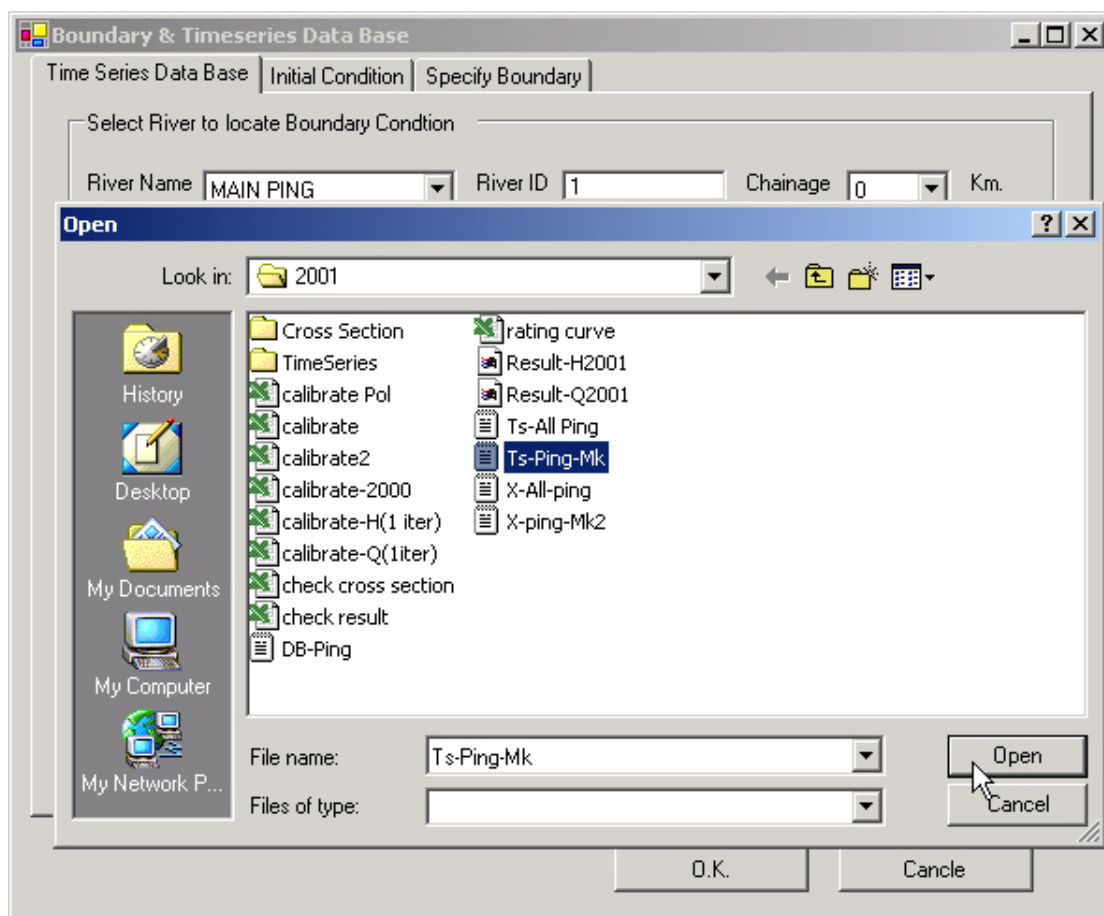 Boundary & Timeseries Data Base
Time Series Data Base Initial Condition Specify Boundary
Select River to locate Boundary Condtion
River Name MAIN PING River ID 1 Chainage 0 Km.
Open
Look in: 2001
History
Desktop
My Documents
My Computer
My Network P...
Cross Section
TimeSeries
calibrate Pol
calibrate
calibrate2
calibrate-2000
calibrate-H(1 iter)
calibrate-Q(1iter)
check cross section
check result
DB-Ping
rating curve
Result-H2001
Result-Q2001
Ts-All Ping
Ts-Ping-Mk
X-All-ping
X-ping-Mk2
File name: Ts-Ping-Mk Open
Files of type: Cancel
O.K. Cancle